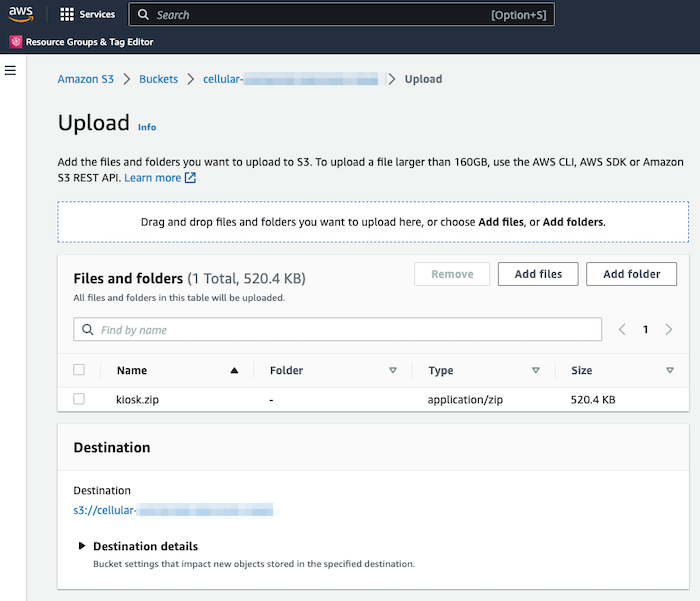 aws Services Search [Option+S]
Resource Groups & Tag Editor
Amazon S3 Buckets cellular- Upload
Upload Info
Add the files and folders you want to upload to S3. To upload a file larger than 160GB, use the AWS CLI, AWS SDK or Amazon
S3 REST API. Learn more
Drag and drop files and folders you want to upload here, or choose Add files, or Add folders.
Files and folders (1 Total, 520.4 KB) Remove Add files Add folder
All files and folders in this table will be uploaded.
Find by name 1
Name Folder Type Size
kiosk.zip - application/zip 520.4 KB
Destination
Destination
s3://cellular-
Destination details
Bucket settings that impact new objects stored in the specified destination.